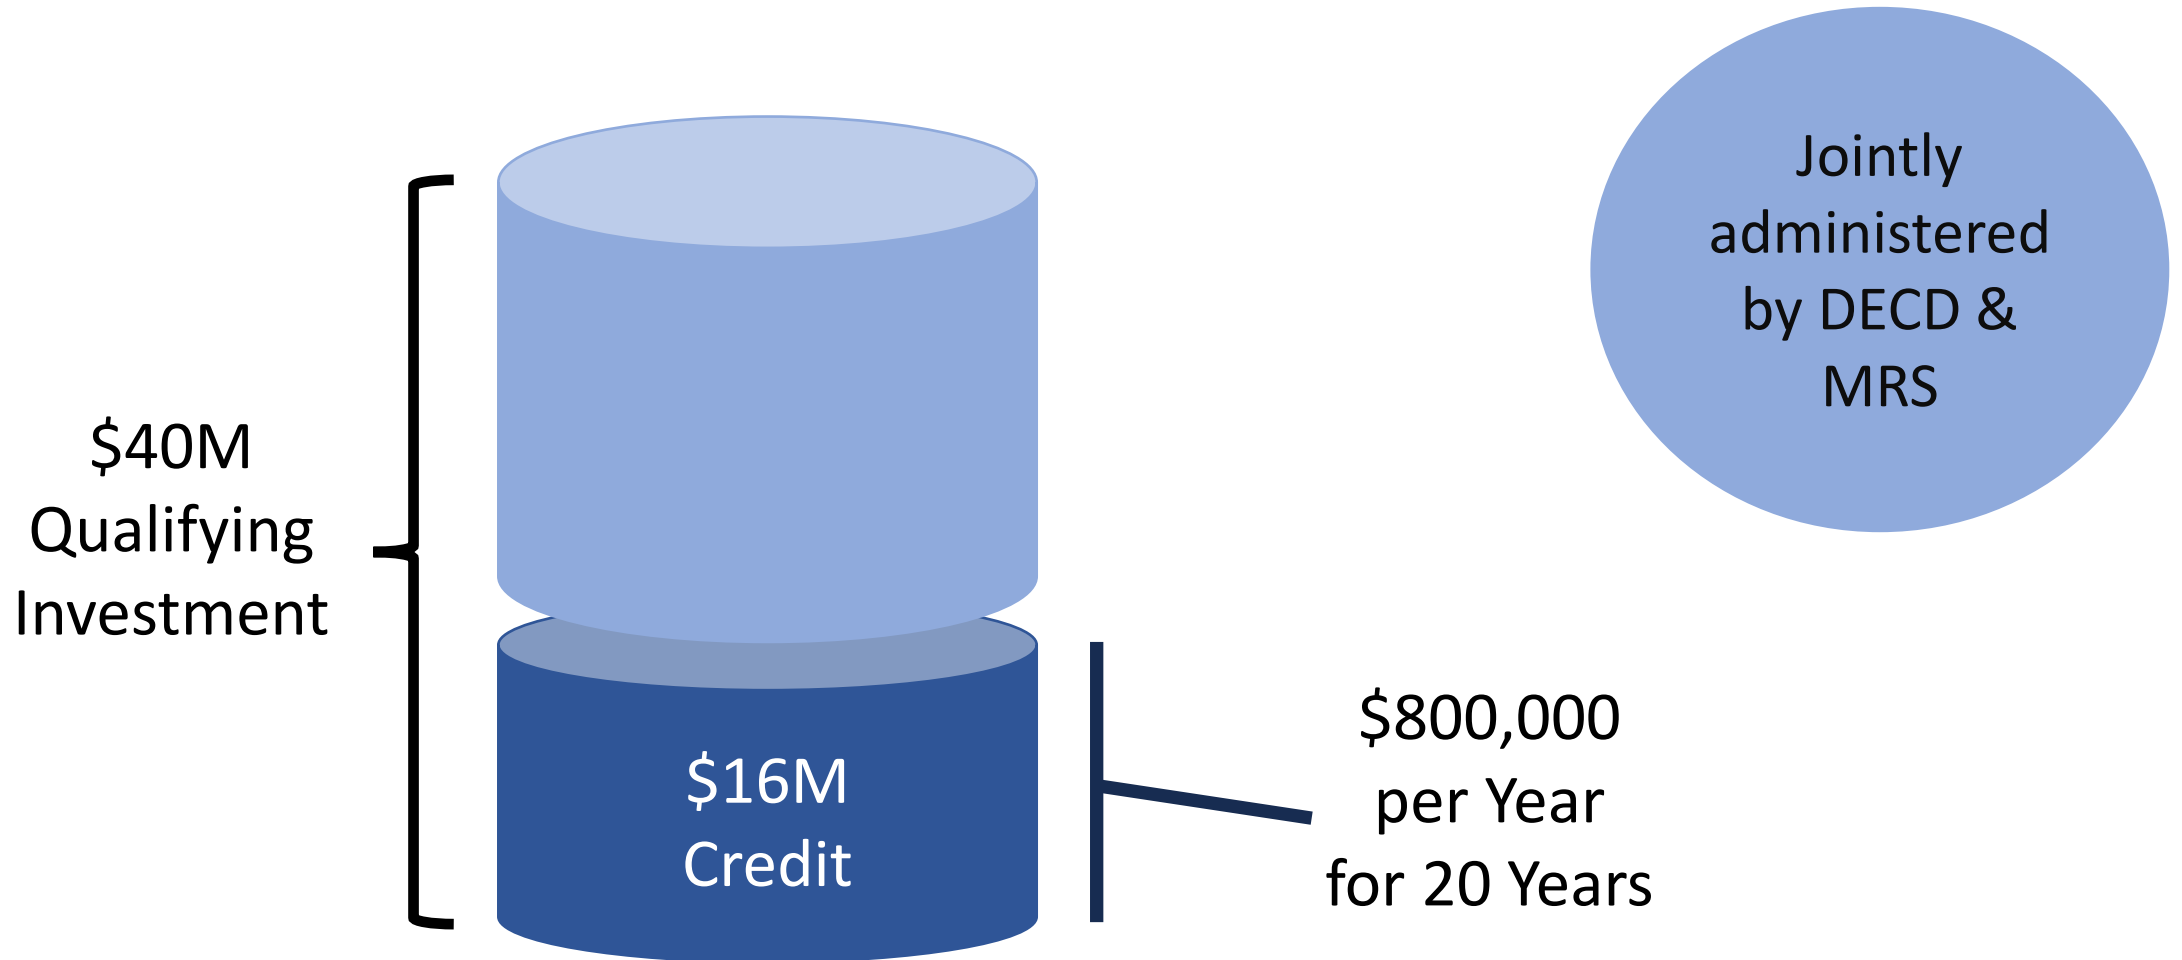 Jointly
administered
by DECD &
MRS
$40M
Qualifying
Investment
$16M
Credit
$800,000
per Year
for 20 Years